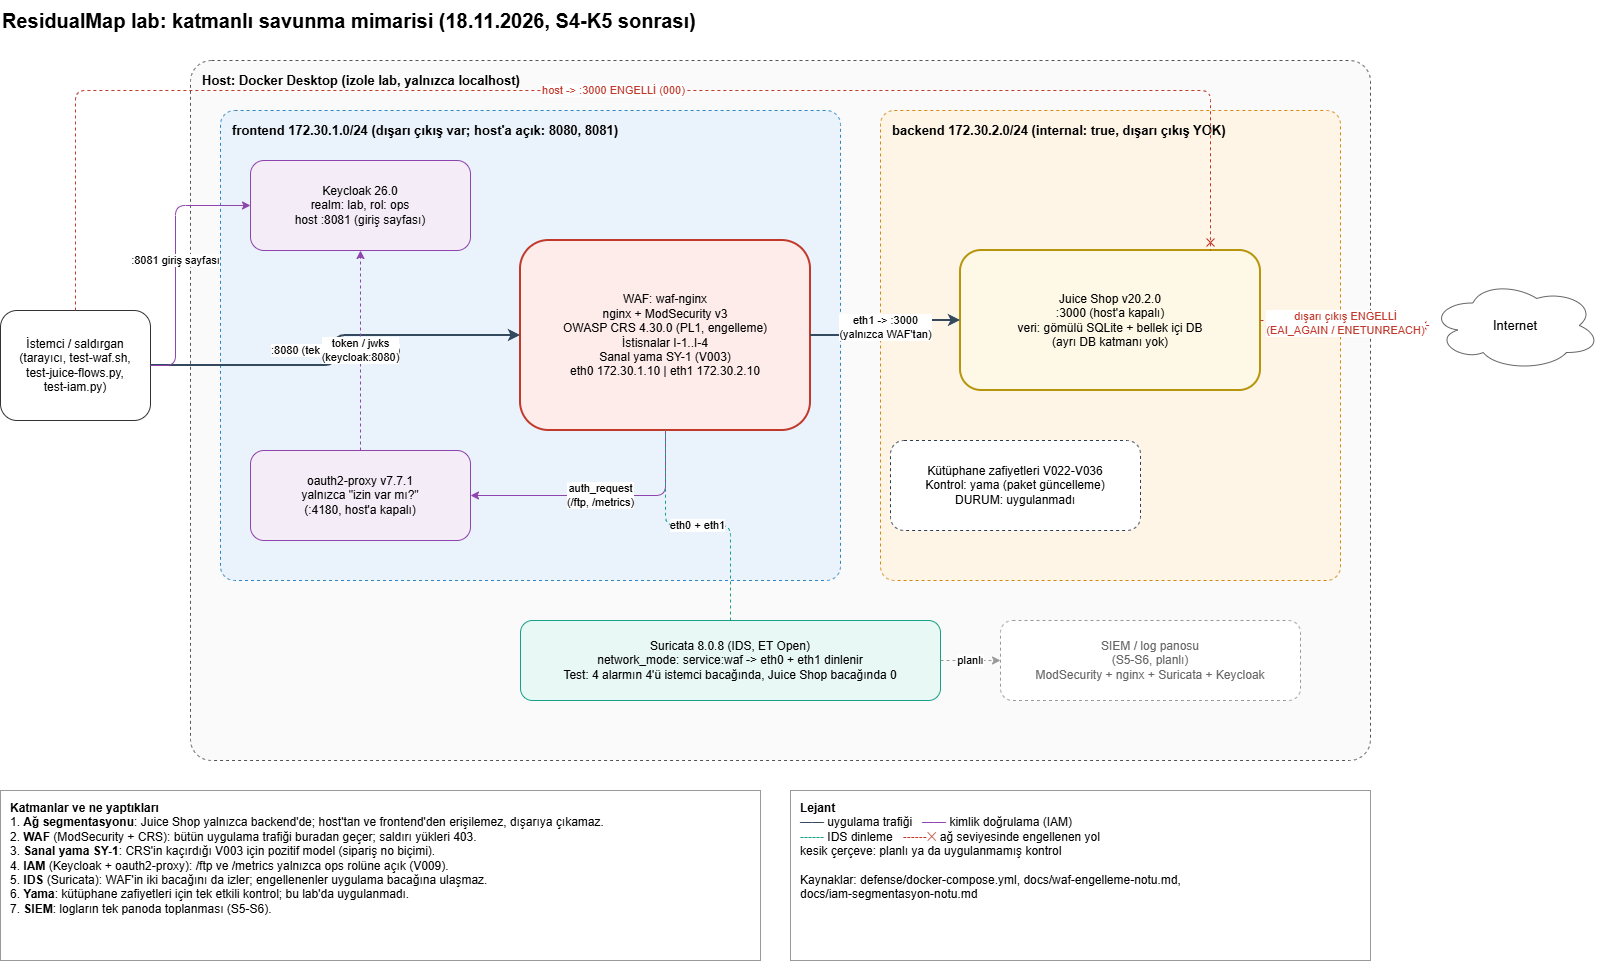 ResidualMap lab: katmanlı savunma mimarisi (18.11.2026, S4-K5 sonrası)
Host: Docker Desktop (izole lab, yalnızca localhost)
host -> :3000 ENGELLİ (000)
frontend 172.30.1.0/24 (dışarı çıkış var; host'a açık: 8080, 8081)
backend 172.30.2.0/24 (internal: true, dışarı çıkış YOK)
Keycloak 26.0
realm: lab, rol: ops
host :8081 (giriş sayfası)
:8081 giriş sayfası
WAF: waf-nginx
nginx + ModSecurity v3
OWASP CRS 4.30.0 (PL1, engelleme)
İstisnalar I-1..I-4
Sanal yama SY-1 (V003)
eth0 172.30.1.10 | eth1 172.30.2.10
Juice Shop v20.2.0
:3000 (host'a kapalı)
veri: gömülü SQLite + bellek içi DB
(ayrı DB katmanı yok)
eth1 -> :3000
(yalnızca WAF'tan)
dışarı çıkış ENGELLİ
(EAI_AGAIN / ENETUNREACH)
Internet
İstemci / saldırgan
(tarayıcı, test-waf.sh,
test-juice-flows.py,
test-iam.py)
:8080 (tek
token / jwks
(keycloak:8080)
oauth2-proxy v7.7.1
yalnızca "izin var mı?"
(:4180, host'a kapalı)
auth_request
(/ftp, /metrics)
eth0 + eth1
Kütüphane zafiyetleri V022-V036
Kontrol: yama (paket güncelleme)
DURUM: uygulanmadı
Suricata 8.0.8 (IDS, ET Open)
network_mode: service:waf -> eth0 + eth1 dinlenir
Test: 4 alarmın 4'ü istemci bacağında, Juice Shop bacağında 0
planlı
SIEM / log panosu
(S5-S6, planlı)
ModSecurity + nginx + Suricata + Keycloak
Katmanlar ve ne yaptıkları
1. Ağ segmentasyonu: Juice Shop yalnızca backend'de; host'tan ve frontend'den erişilemez, dışarıya çıkamaz.
2. WAF (ModSecurity + CRS): bütün uygulama trafiği buradan geçer; saldırı yükleri 403.
3. Sanal yama SY-1: CRS'in kaçırdığı V003 için pozitif model (sipariş no biçimi).
4. IAM (Keycloak + oauth2-proxy): /ftp ve /metrics yalnızca ops rolüne açık (V009).
5. IDS (Suricata): WAF'in iki bacağını da izler; engellenenler uygulama bacağına ulaşmaz.
6. Yama: kütüphane zafiyetleri için tek etkili kontrol; bu lab'da uygulanmadı.
7. SIEM: logların tek panoda toplanması (S5-S6).
Lejant
—— uygulama trafiği —— kimlik doğrulama (IAM)
------ IDS dinleme ------✕ ağ seviyesinde engellenen yol
kesik çerçeve: planlı ya da uygulanmamış kontrol
Kaynaklar: defense/docker-compose.yml, docs/waf-engelleme-notu.md,
docs/iam-segmentasyon-notu.md